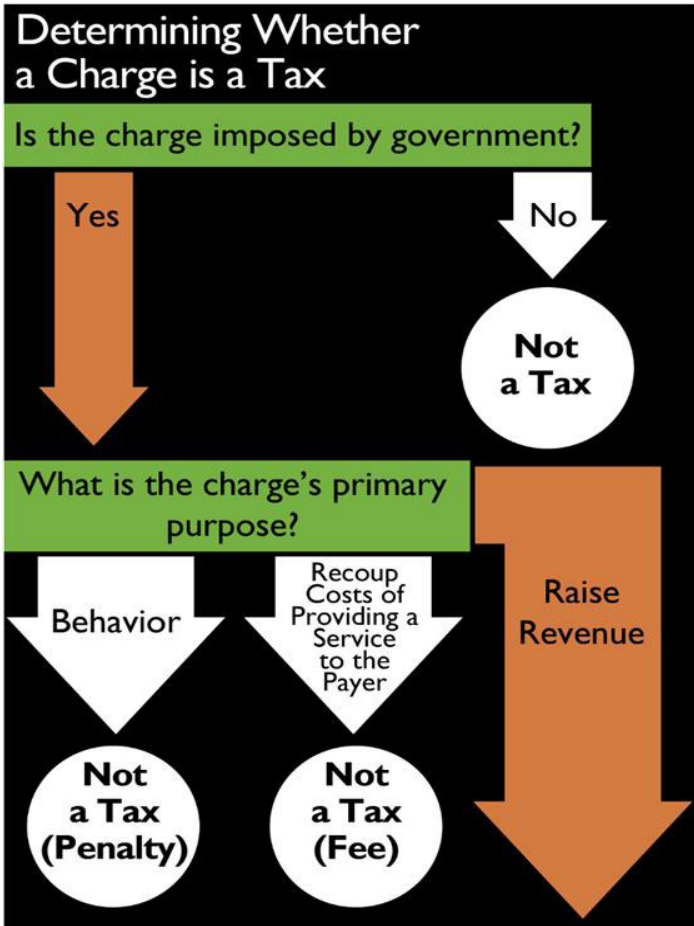 Determining Whether
a Charge is a Tax
Is the charge imposed by government?
Yes
No
Not
a Tax
What is the charge's primary
purpose?
Behavior
Recoup
Costs of
Providing a
Service
to the
Payer
Raise
Revenue
Not
a Tax
(Penalty)
Not
a Tax
(Fee)